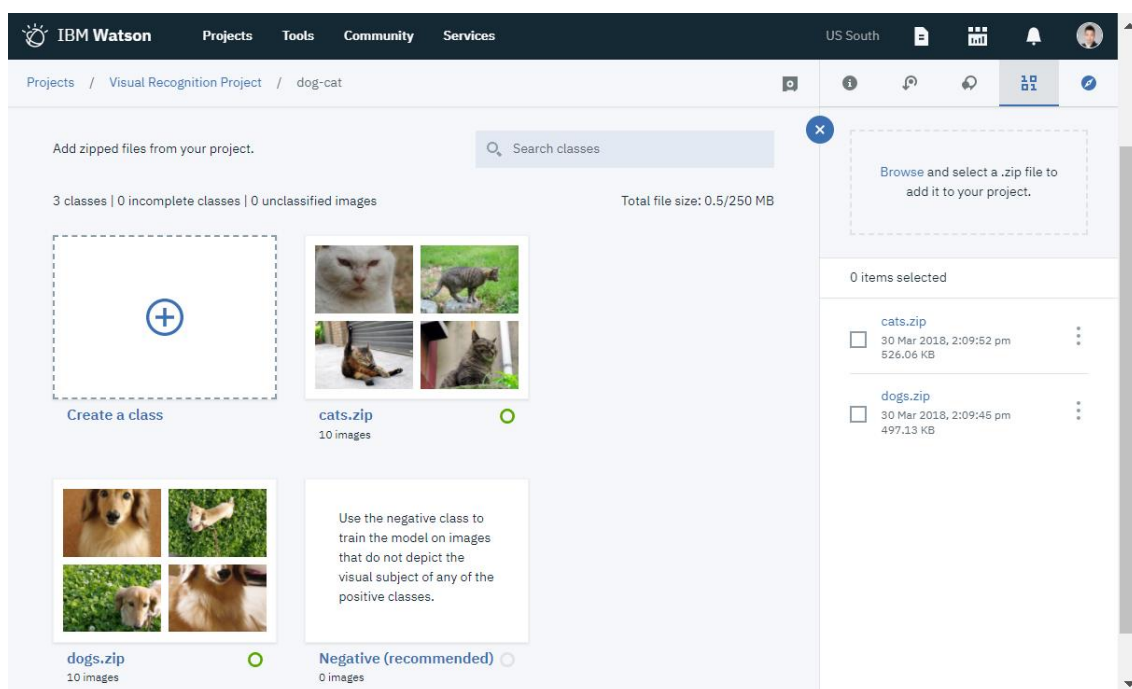 IBM Watson
Projects
Tools
Community
Services
US South
Projects / Visual Recognition Project / dog-cat
Add zipped files from your project.
Search classes
3 classes | 0 incomplete classes | 0 unclassified images
Total file size: 0.5/250 MB
Create a class
cats.zip
10 images
dogs.zip
10 images
Use the negative class to
train the model on images
that do not depict the
visual subject of any of the
positive classes.
Negative (recommended)
0 images
Browse and select a .zip file to
add it to your project.
0 items selected
cats.zip
30 Mar 2018, 2:09:52 pm
526.06 KB
dogs.zip
30 Mar 2018, 2:09:45 pm
497.13 KB